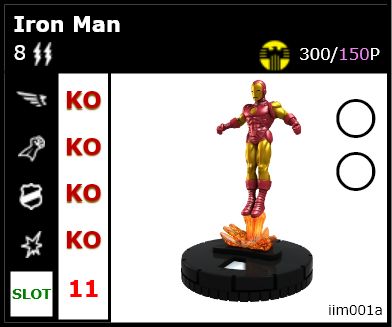 Iron Man
8
300/150P
KO
KO
KO
KO
SLOT 11
iim001a